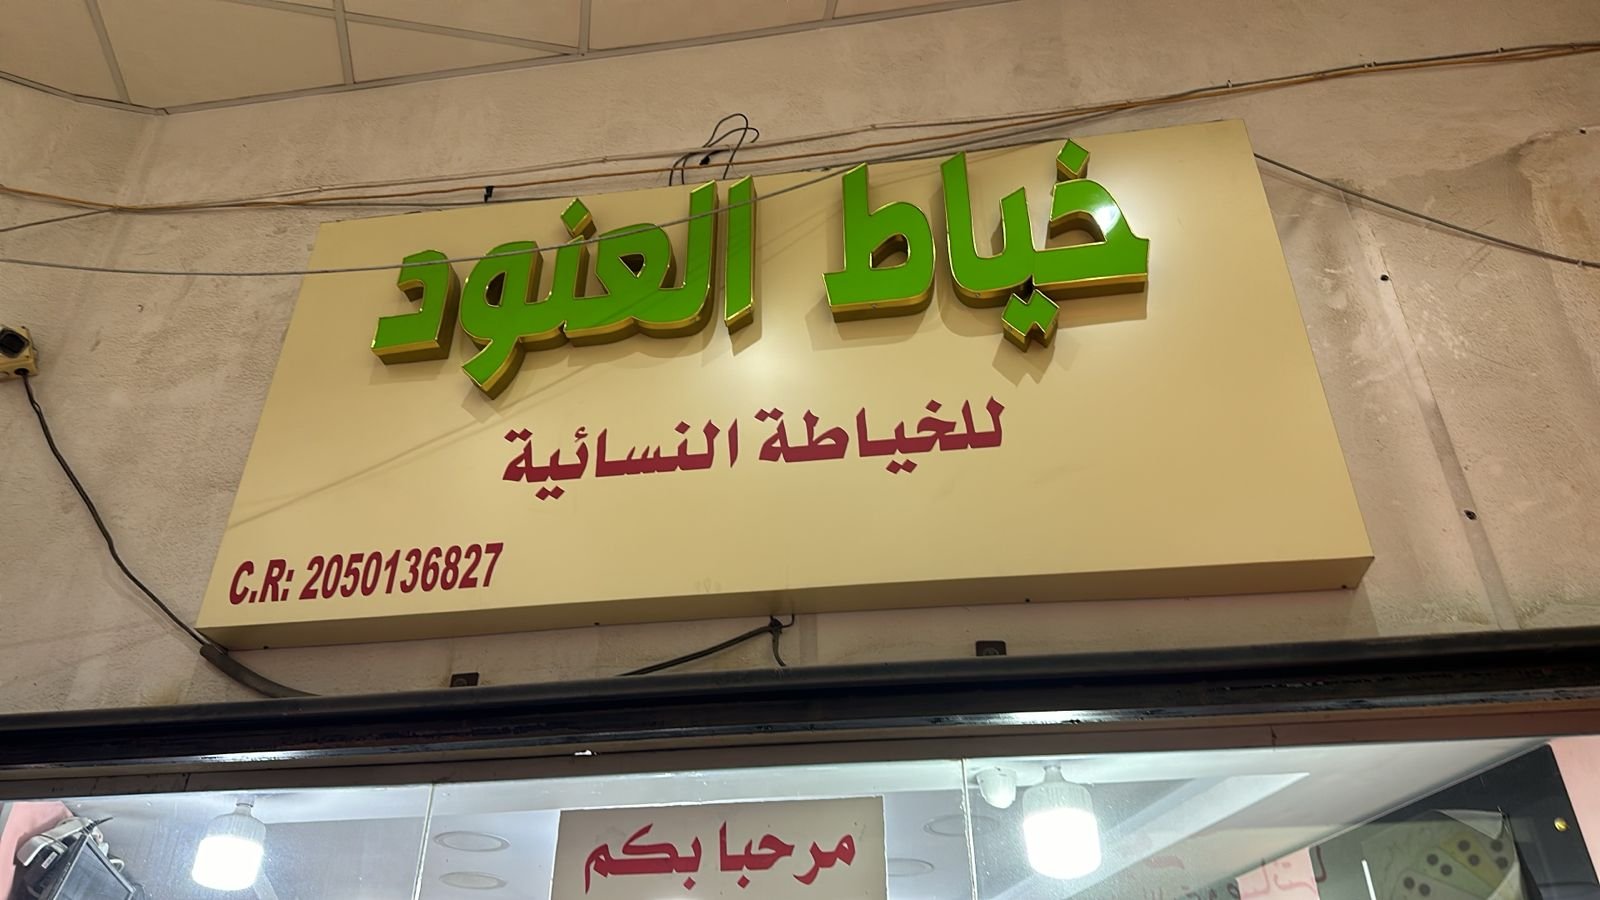 خياط العنود
للخياطة النسائية
C.R: 2050136827
مرحبا بكم